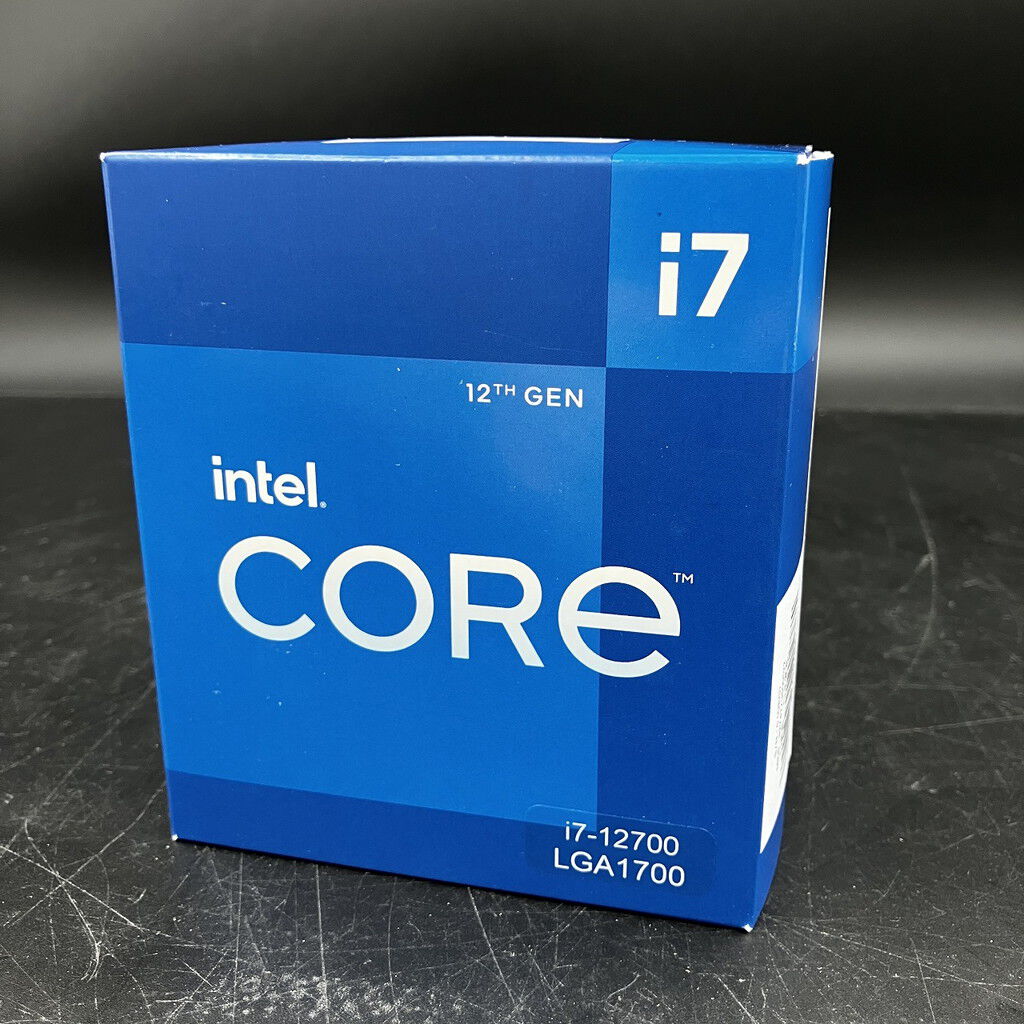 i7
12TH GEN
intel.
CORe™
i7-12700
LGA1700